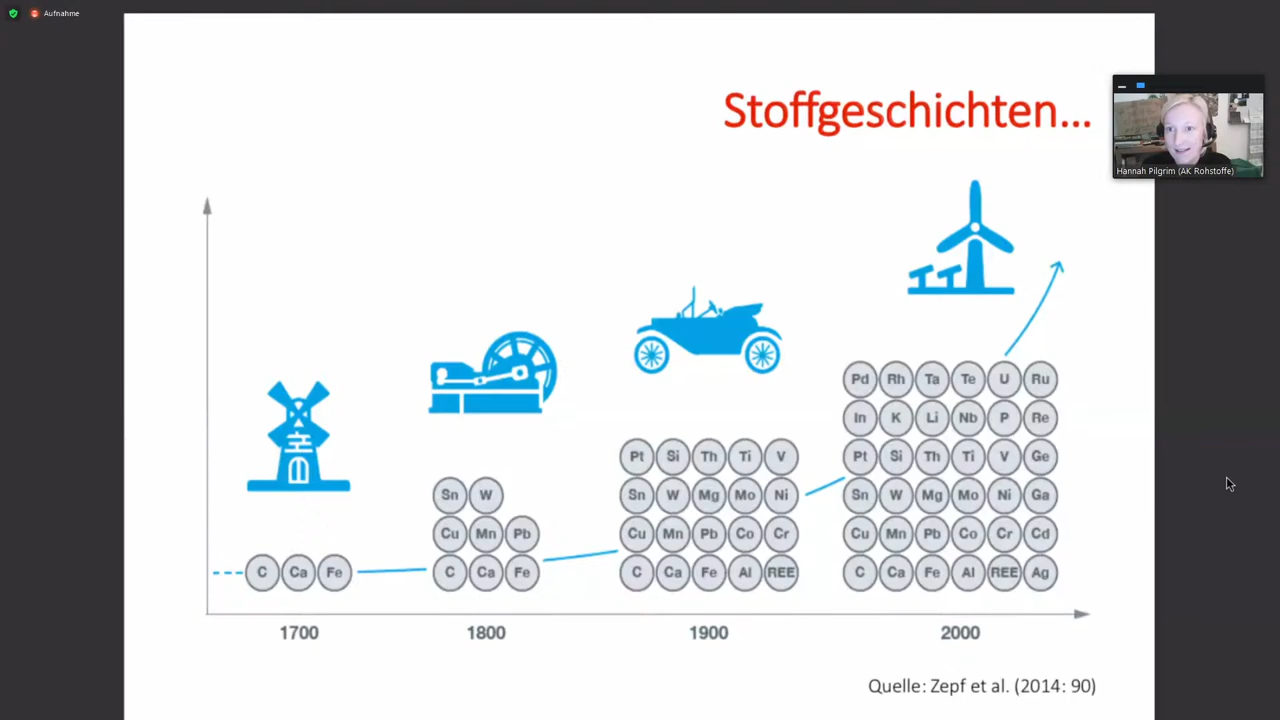 Aufnahme
Stoffgeschichten...
Hannah Pilgrim (AK Rohstoffe)
Pd Rh Ta Te U Ru
In K Li Nb P Re
Pt Si Th Ti V
Pt Si Th Ti V Ge
Sn W
Sn W Mg Mo Ni
Sn W Mg Mo Ni Ga
Cu Mn Pb
Cu Mn Pb Co Cr
Cu Mn Pb Co Cr Cd
C Ca Fe
C Ca Fe
C Ca Fe Al REE
C Ca Fe Al REE Ag
1700 1800 1900 2000
Quelle: Zepf et al. (2014: 90)